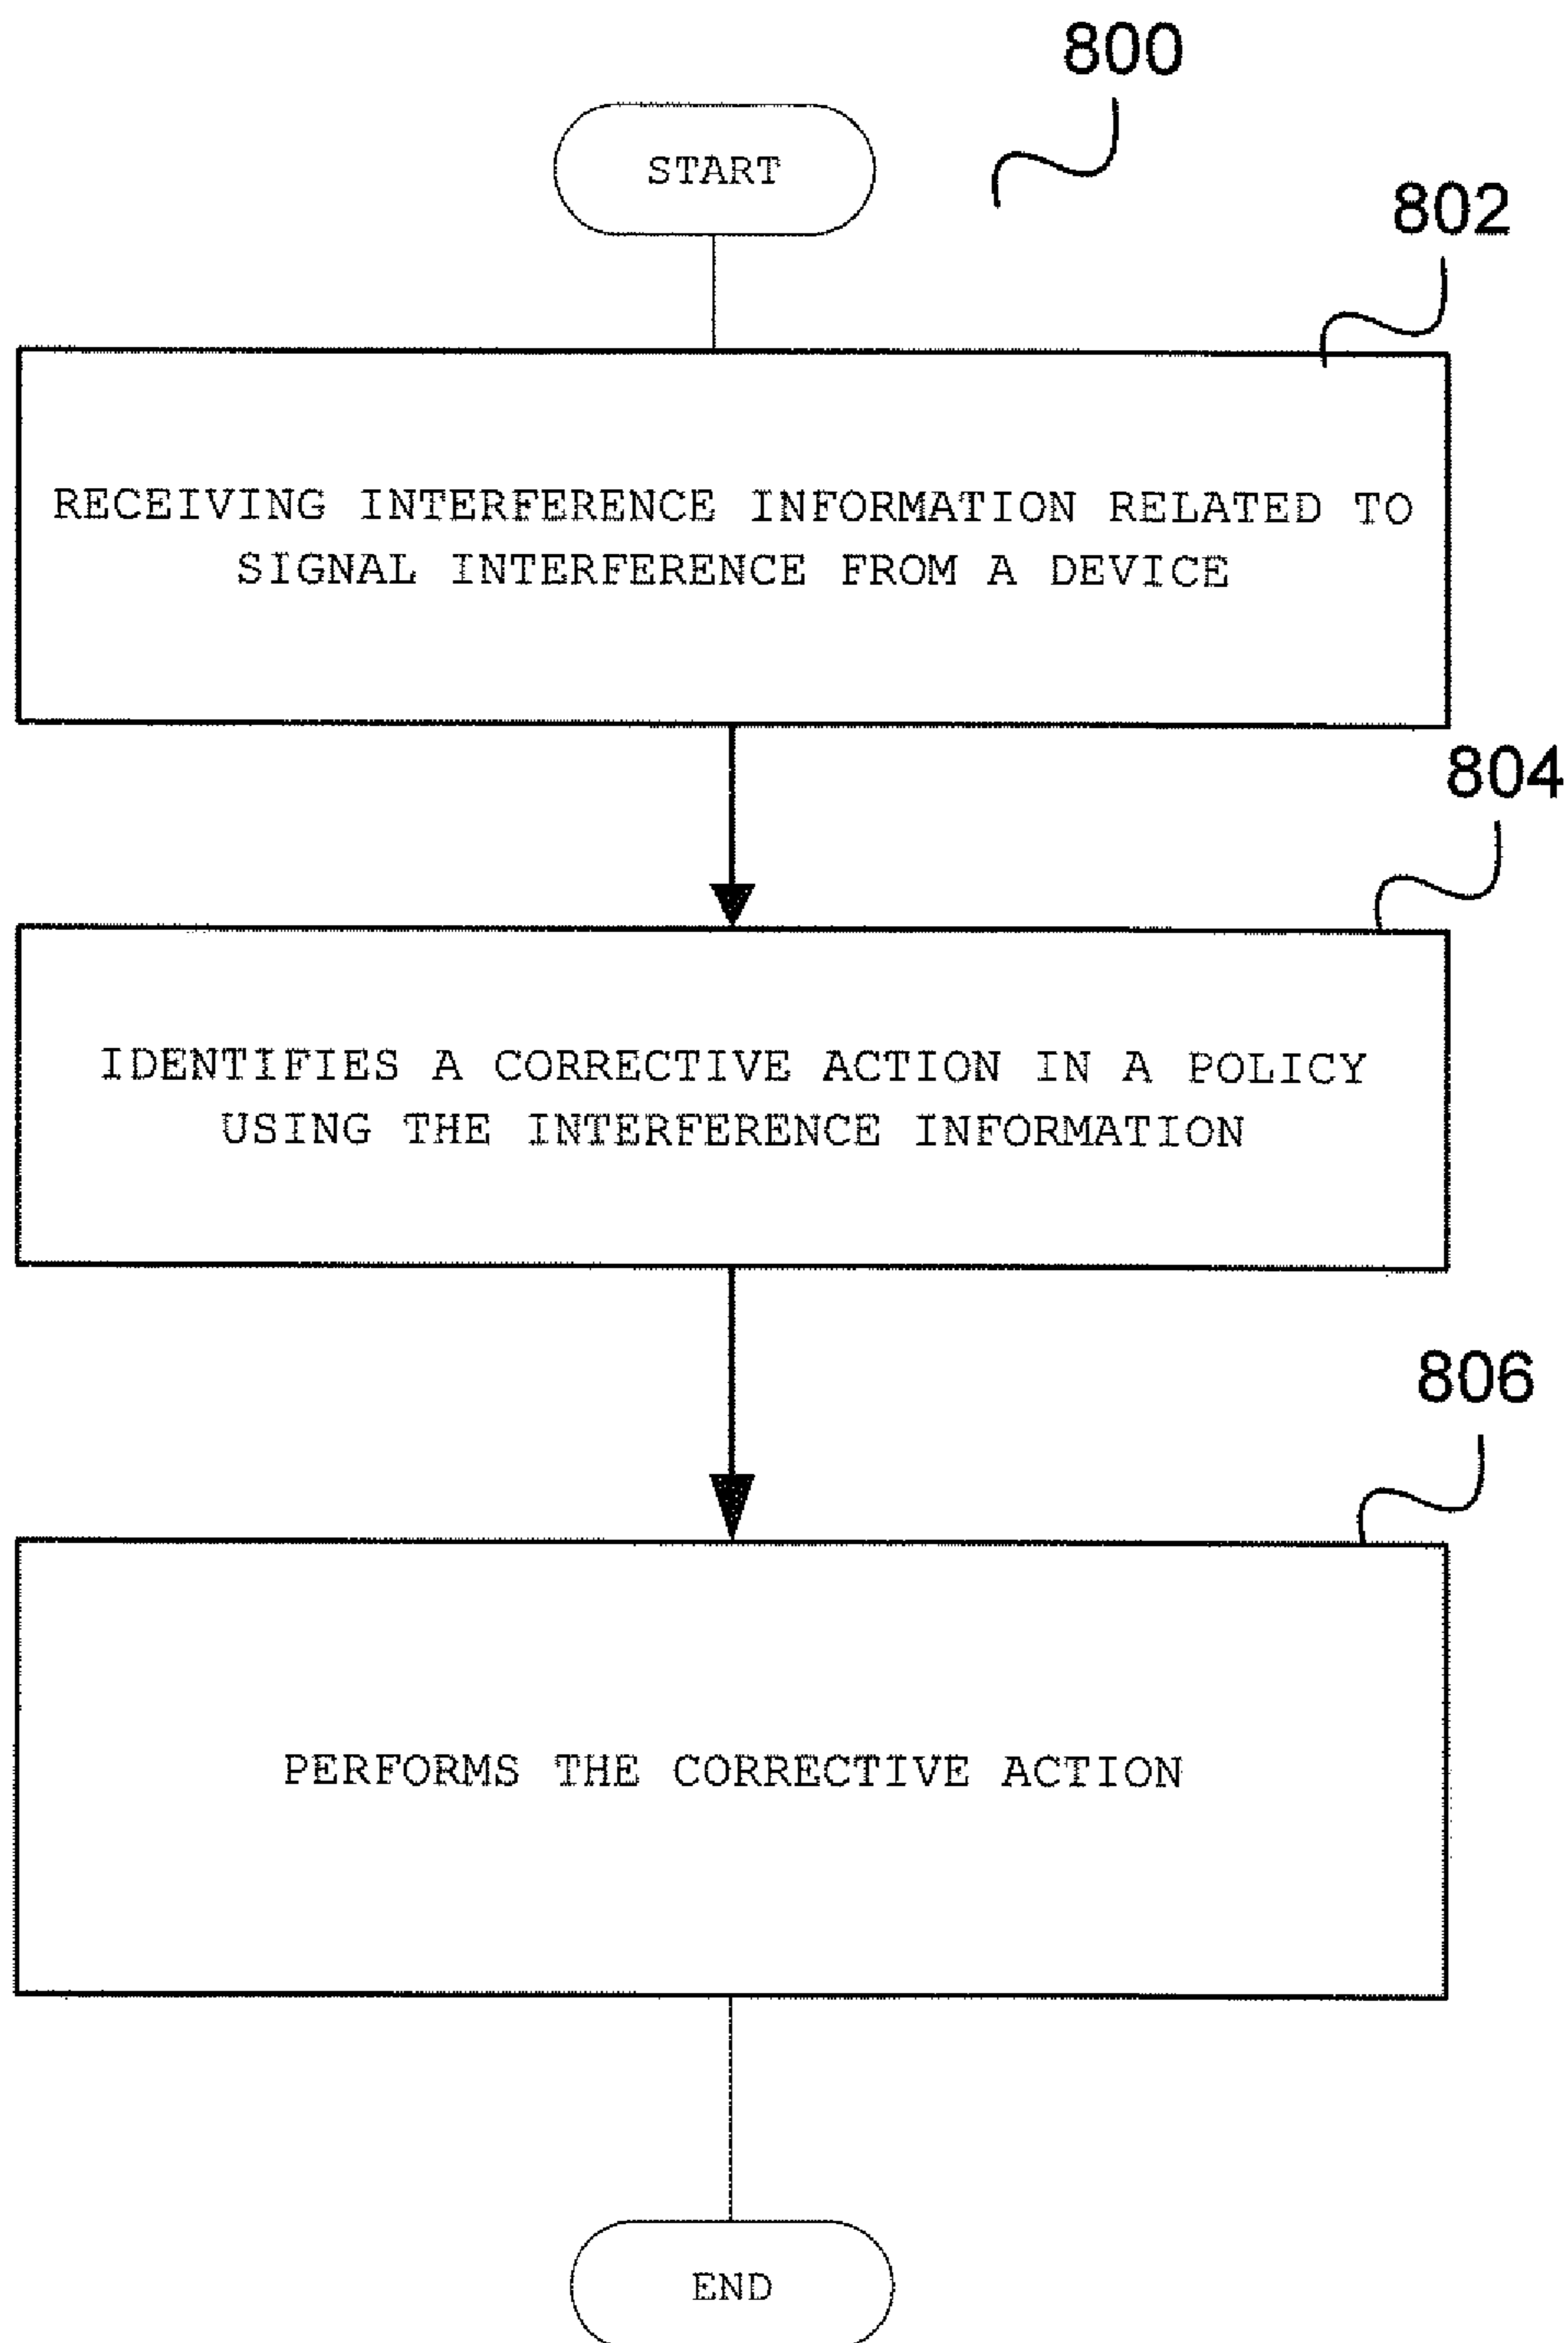 800
START
802
RECEIVING INTERFERENCE INFORMATION RELATED TO
SIGNAL INTERFERENCE FROM A DEVICE
804
IDENTIFIES A CORRECTIVE ACTION IN A POLICY
USING THE INTERFERENCE INFORMATION
806
PERFORMS THE CORRECTIVE ACTION
END